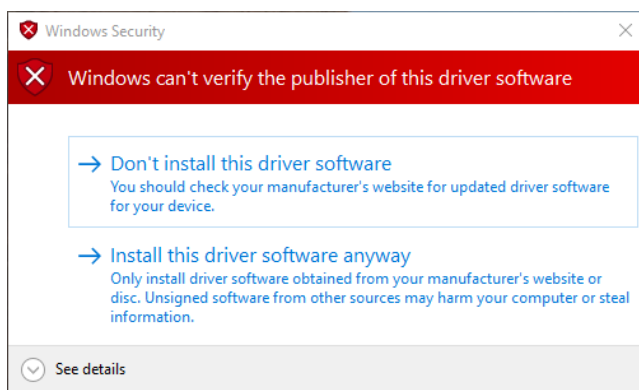 Windows Security
Windows can't verify the publisher of this driver software
Don't install this driver software
You should check your manufacturer's website for updated driver software
for your device.
Install this driver software anyway
Only install driver software obtained from your manufacturer's website or
disc. Unsigned software from other sources may harm your computer or steal
information.
See details